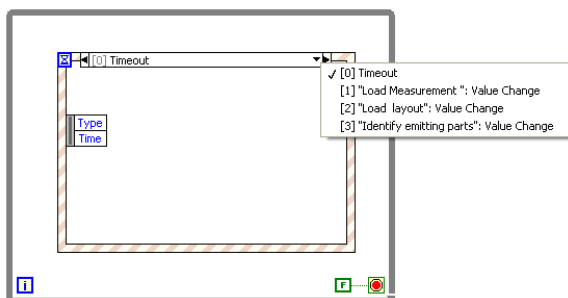 [0] Timeout
[0] Timeout
[1] "Load Measurement ": Value Change
[2] "Load  layout": Value Change
[3] "Identify emitting parts": Value Change
Type
Time
i
F